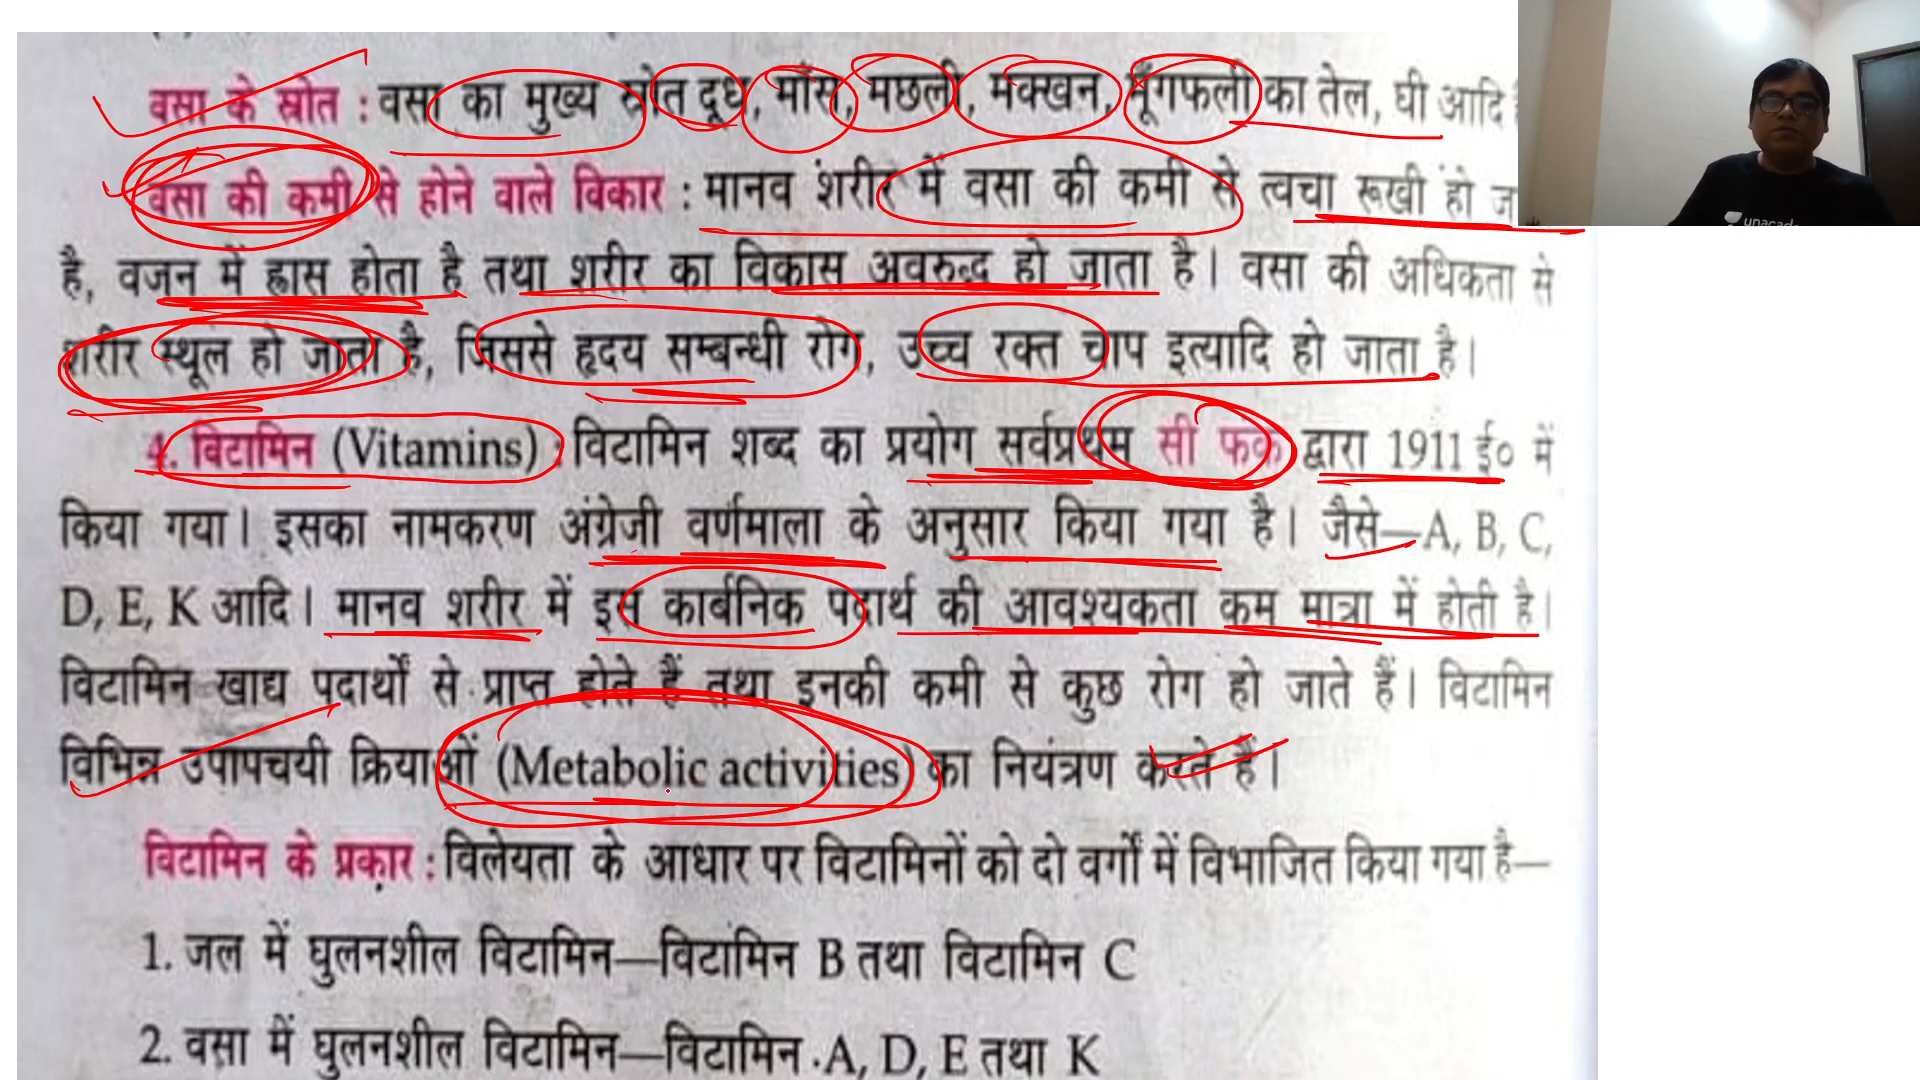 वसा के स्रोत : वसा का मुख्य स्रोत दूध, माँस, मछली, मक्खन, मूँगफली का तेल, घी आदि
वसा की कमी से होने वाले विकार : मानव शरीर में वसा की कमी से त्वचा रूखी हो
है, वजन में ह्रास होता है तथा शरीर का विकास अवरुद्ध हो जाता है। वसा की अधिकता से
शरीर स्थूल हो जाता है, जिससे हृदय सम्बन्धी रोग, उच्च रक्त चाप इत्यादि हो जाता है।
4. विटामिन (Vitamins) : विटामिन शब्द का प्रयोग सर्वप्रथम सी फंक द्वारा 1911 ई० में
किया गया। इसका नामकरण अंग्रेजी वर्णमाला के अनुसार किया गया है। जैसे—A, B, C,
D, E, K आदि। मानव शरीर में इस कार्बनिक पदार्थ की आवश्यकता कम मात्रा में होती है।
विटामिन खाद्य पदार्थों से प्राप्त होते हैं तथा इनकी कमी से कुछ रोग हो जाते हैं। विटामिन
विभिन्न उपापचयी क्रियाओं (Metabolic activities) का नियंत्रण करते हैं।
विटामिन के प्रकार : विलेयता के आधार पर विटामिनों को दो वर्गों में विभाजित किया गया है—
1. जल में घुलनशील विटामिन—विटामिन B तथा विटामिन C
2. वसा में घुलनशील विटामिन—विटामिन A, D, E तथा K